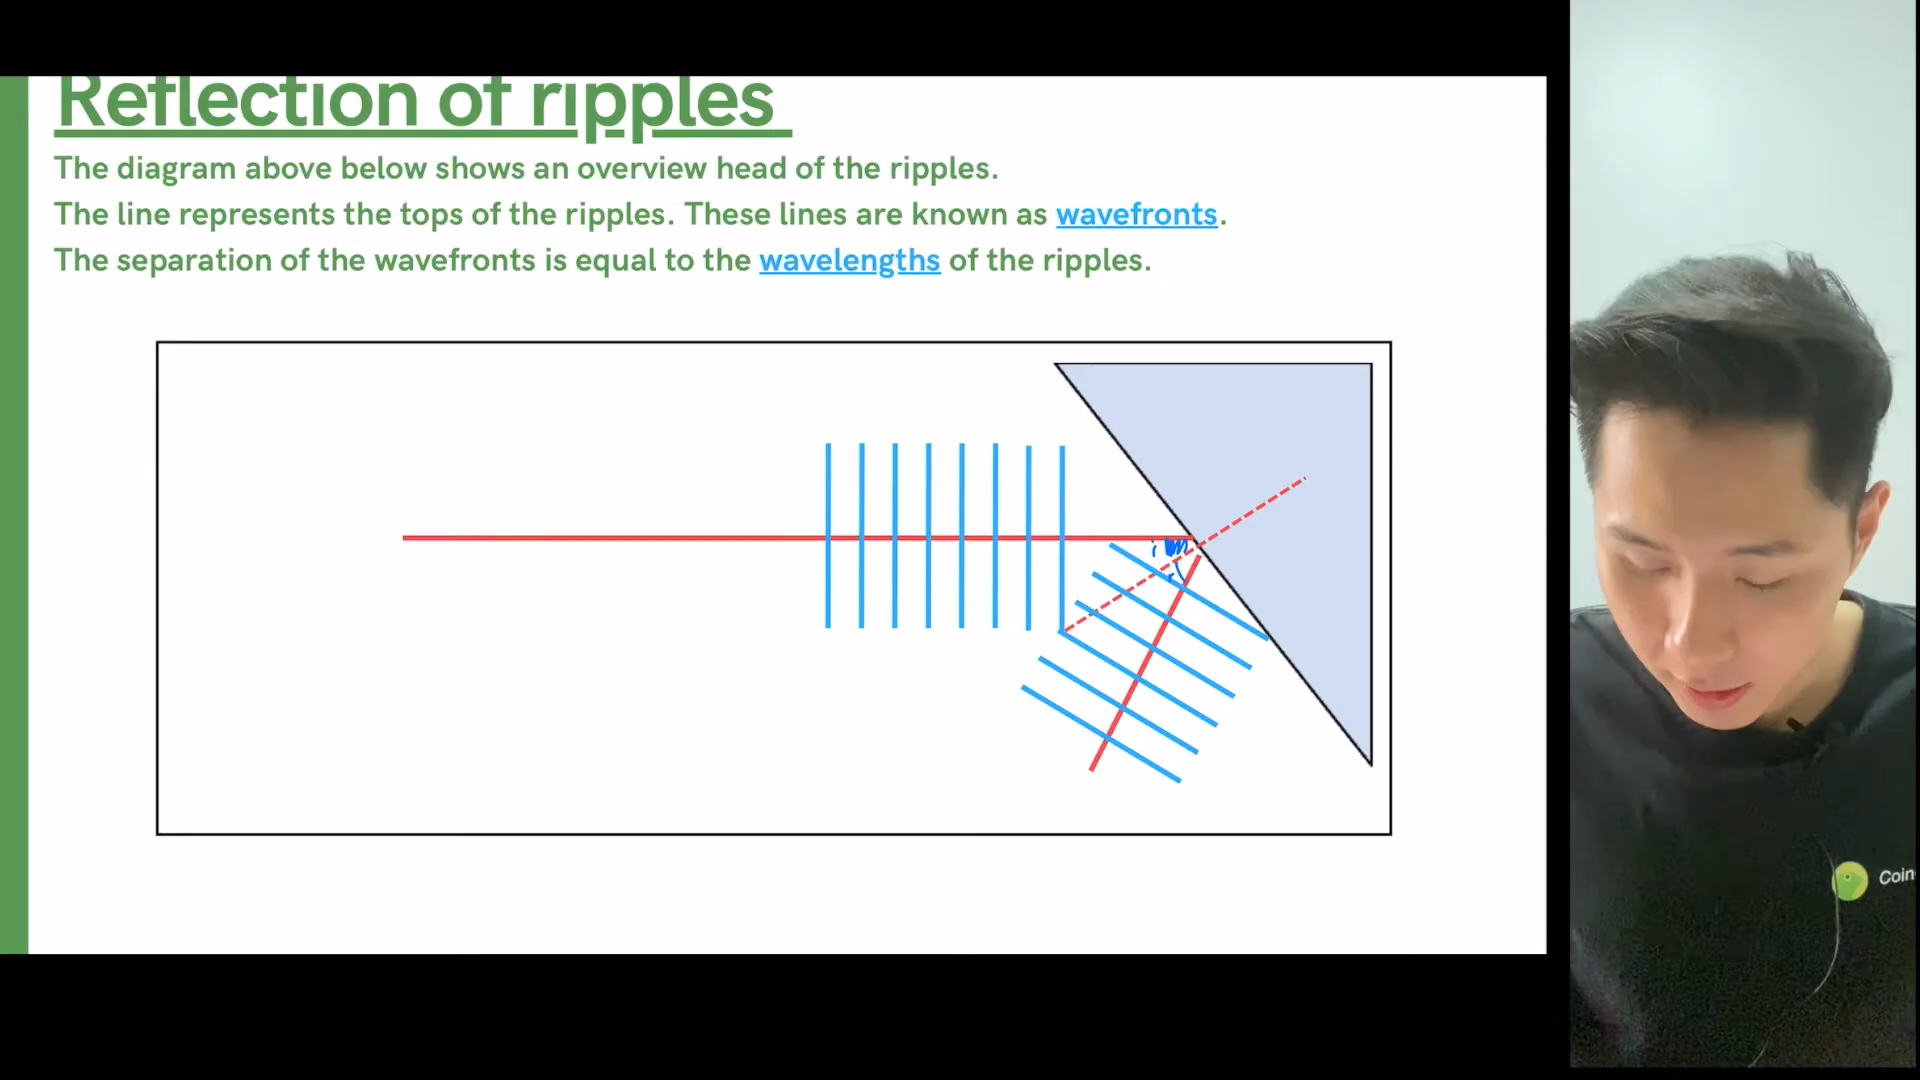 Reflection of ripples
The diagram above below shows an overview head of the ripples.
The line represents the tops of the ripples. These lines are known as wavefronts.
The separation of the wavefronts is equal to the wavelengths of the ripples.
i
r
Coin